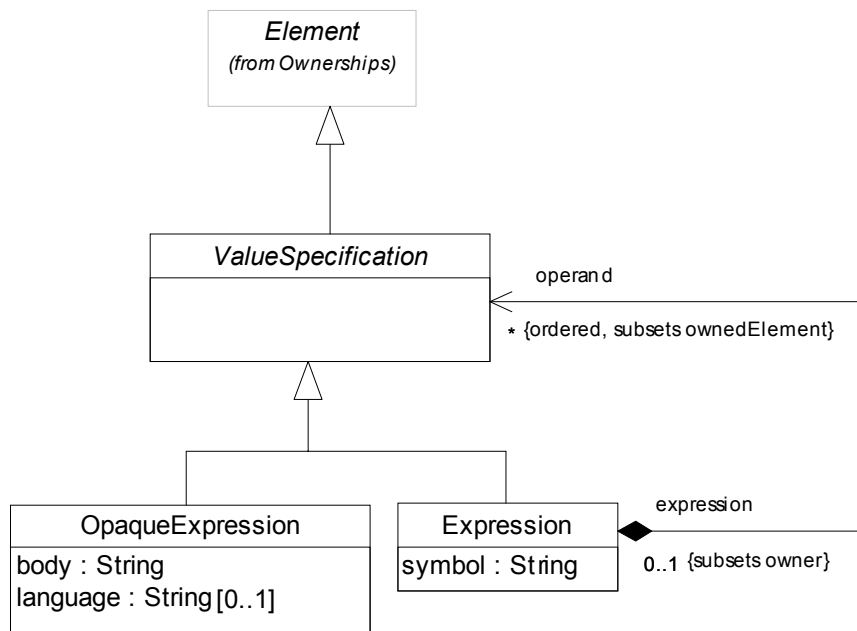 Element
(from Ownerships)
ValueSpecification
operand
* {ordered, subsets ownedElement}
OpaqueExpression
body : String
language : String [0..1]
Expression
symbol : String
expression
0..1 {subsets owner}